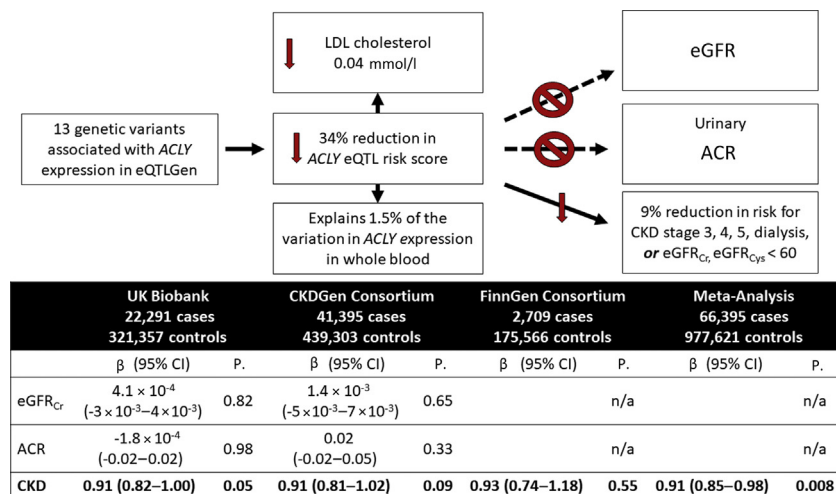 LDL cholesterol
0.04 mmol/l
eGFR
13 genetic variants
associated with ACLY
expression in eQTLGen
34% reduction in
ACLY eQTL risk score
Urinary
ACR
Explains 1.5% of the
variation in ACLY expression
in whole blood
9% reduction in risk for
CKD stage 3, 4, 5, dialysis,
or eGFRCr, eGFRCys < 60
UK Biobank CKDGen Consortium FinnGen Consortium Meta-Analysis
22,291 cases 41,395 cases 2,709 cases 66,395 cases
321,357 controls 439,303 controls 175,566 controls 977,621 controls
β (95% CI) P. β (95% CI) P. β (95% CI) P. β (95% CI) P.
eGFRCr 4.1 × 10-4 0.82 1.4 × 10-3 0.65 n/a n/a
(-3 × 10-3–4 × 10-3) (-5 × 10-3–7 × 10-3)
ACR -1.8 × 10-4 0.98 0.02 0.33 n/a n/a
(-0.02–0.02) (-0.02–0.05)
CKD 0.91 (0.82–1.00) 0.05 0.91 (0.81–1.02) 0.09 0.93 (0.74–1.18) 0.55 0.91 (0.85–0.98) 0.008